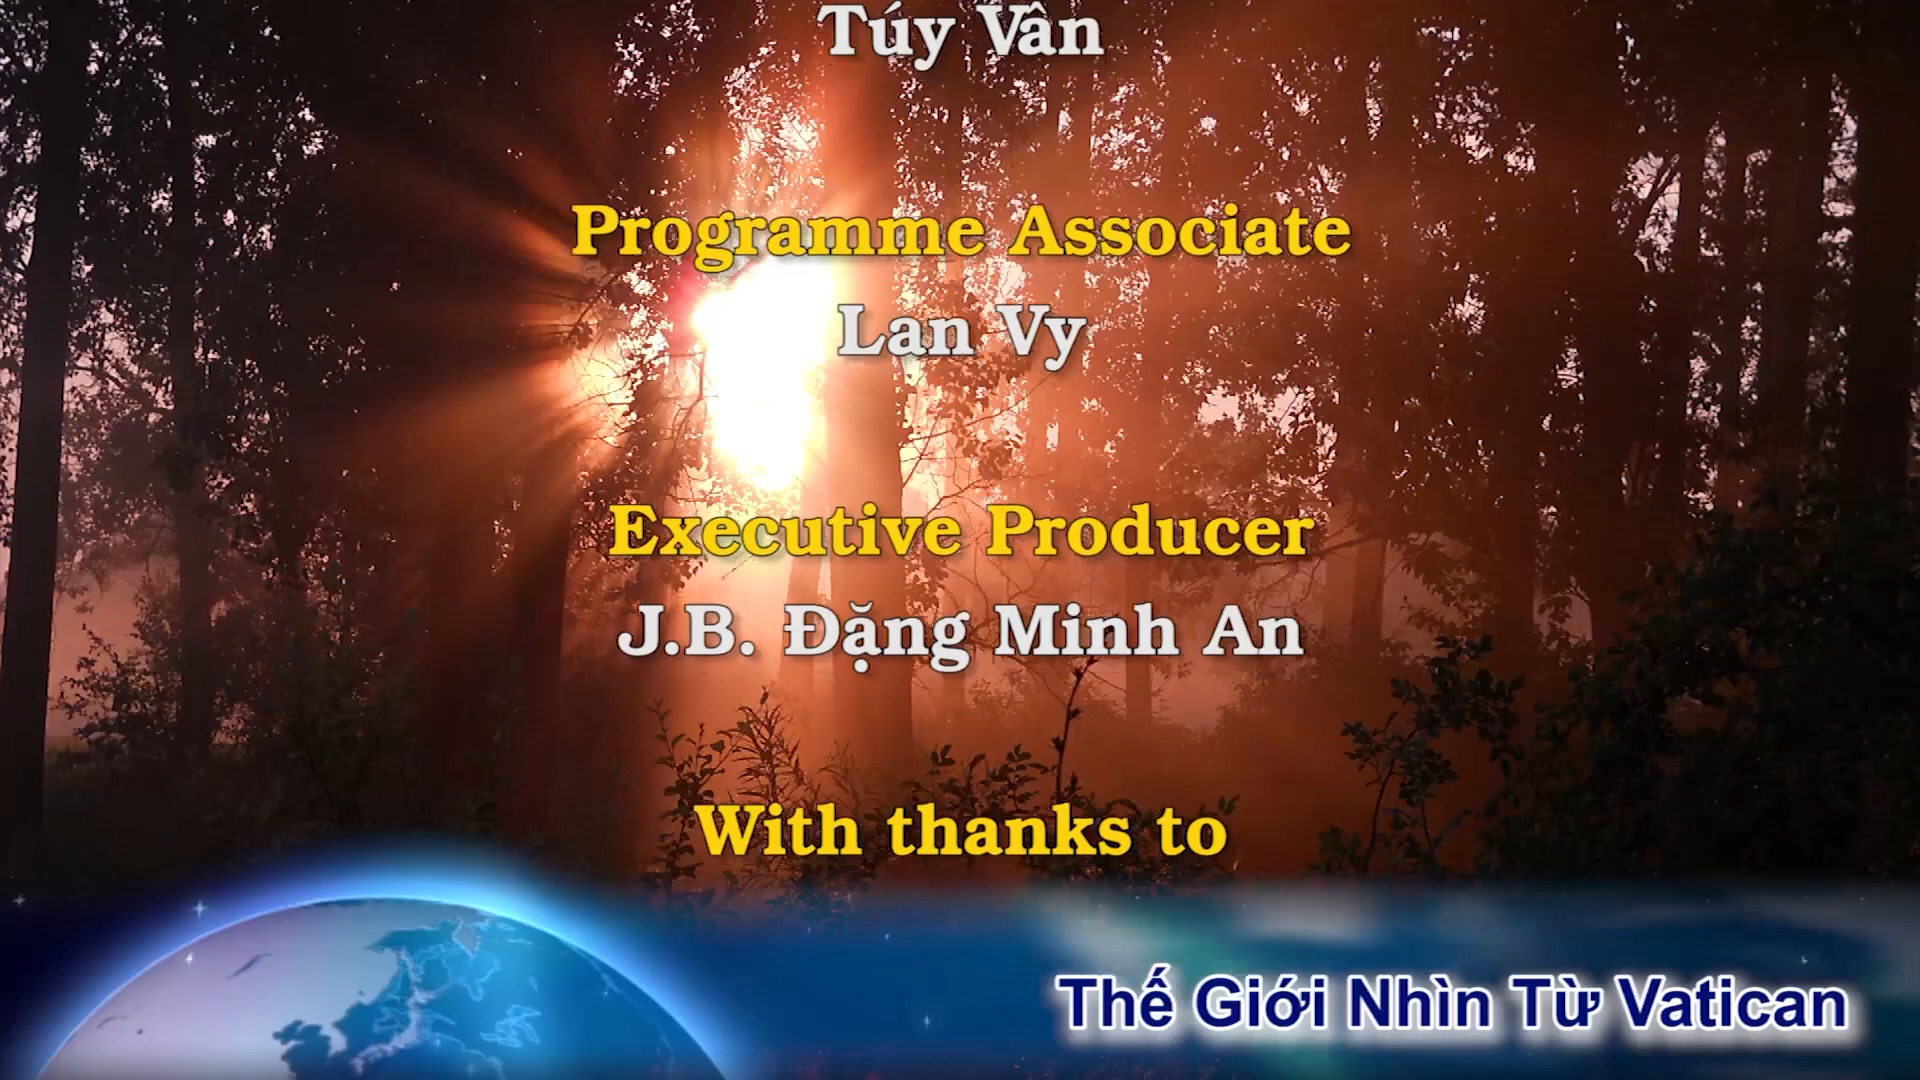 Túy Vân
Programme Associate
Lan Vy
Executive Producer
J.B. Đặng Minh An
With thanks to
Thế Giới Nhìn Từ Vatican